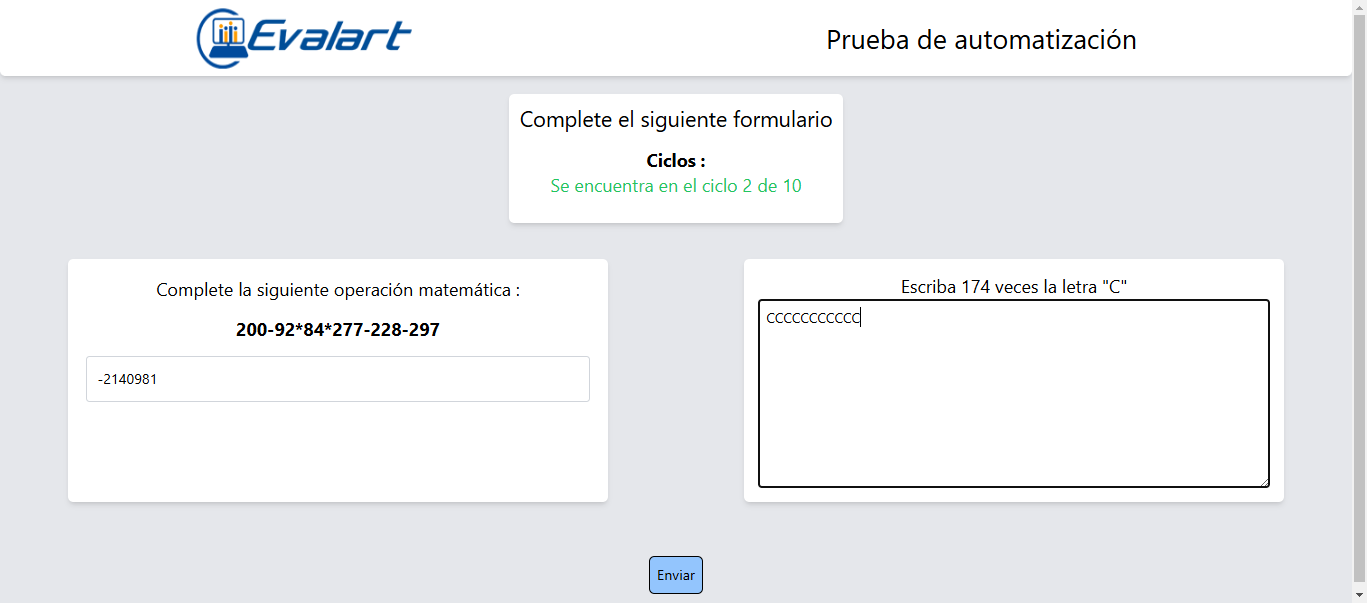 Evalart
Prueba de automatización
Complete el siguiente formulario
Ciclos :
Se encuentra en el ciclo 2 de 10
Complete la siguiente operación matemática :
200-92*84*277-228-297
-2140981
Escriba 174 veces la letra "C"
CCCCCCCCCCC
Enviar